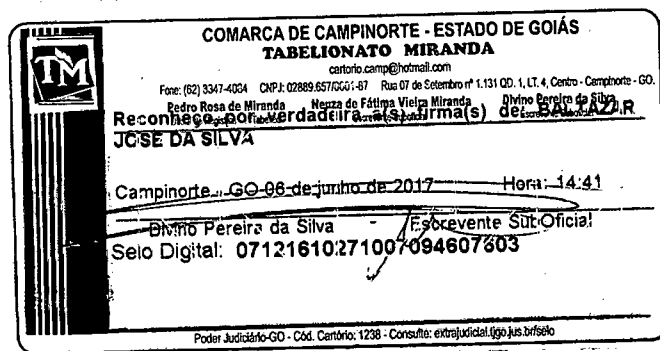 COMARCA DE CAMPINORTE - ESTADO DE GOIÁS
TABELIONATO MIRANDA
cartorio.camp@hotmail.com
Fone: (62) 3347-4084 CNPJ: 02889.657/0001-87 Rua 07 de Setembro nº 1.131 QD. 1, LT. 4, Centro - Campinorte - GO.
Pedro Rosa de Miranda Neuza de Fátima Vieira Miranda Divino Pereira da Silva
TM
Reconheço por verdadeira a(s) firma(s) de: BALTAZAR
JOSE DA SILVA
Campinorte - GO-06 de junho de 2017 Hora: 14:41
Divino Pereira da Silva Escrevente Sub Oficial
Selo Digital: 07121610271007094607603
Poder Judiciário-GO - Cód. Cartório: 1238 - Consulte: extrajudicial.tjgo.jus.br/selo